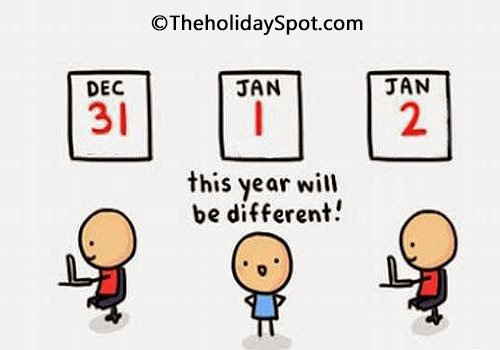 ©TheholidaySpot.com
DEC
31
JAN
1
JAN
2
this year will
be different!